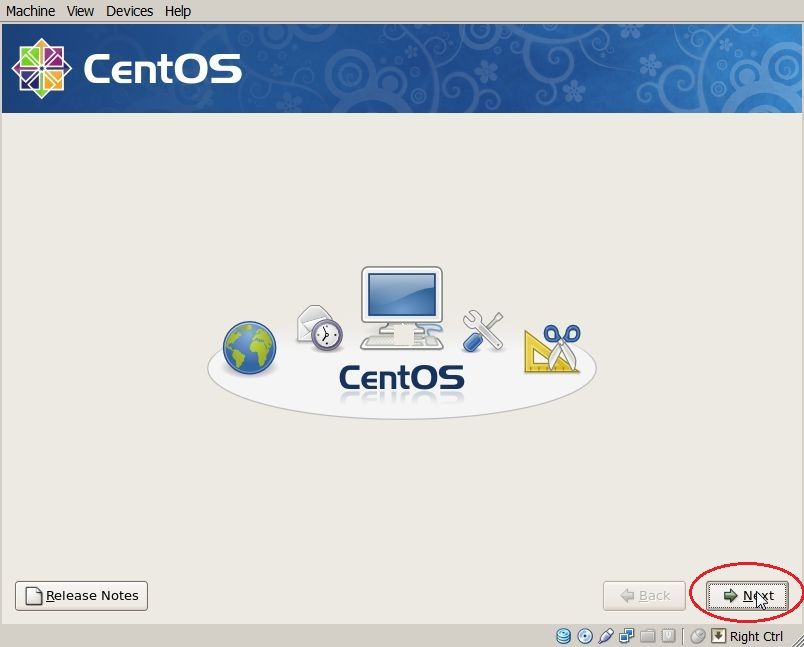 Machine View Devices Help
CentOS
CentOS
Release Notes
Back
Next
Right Ctrl